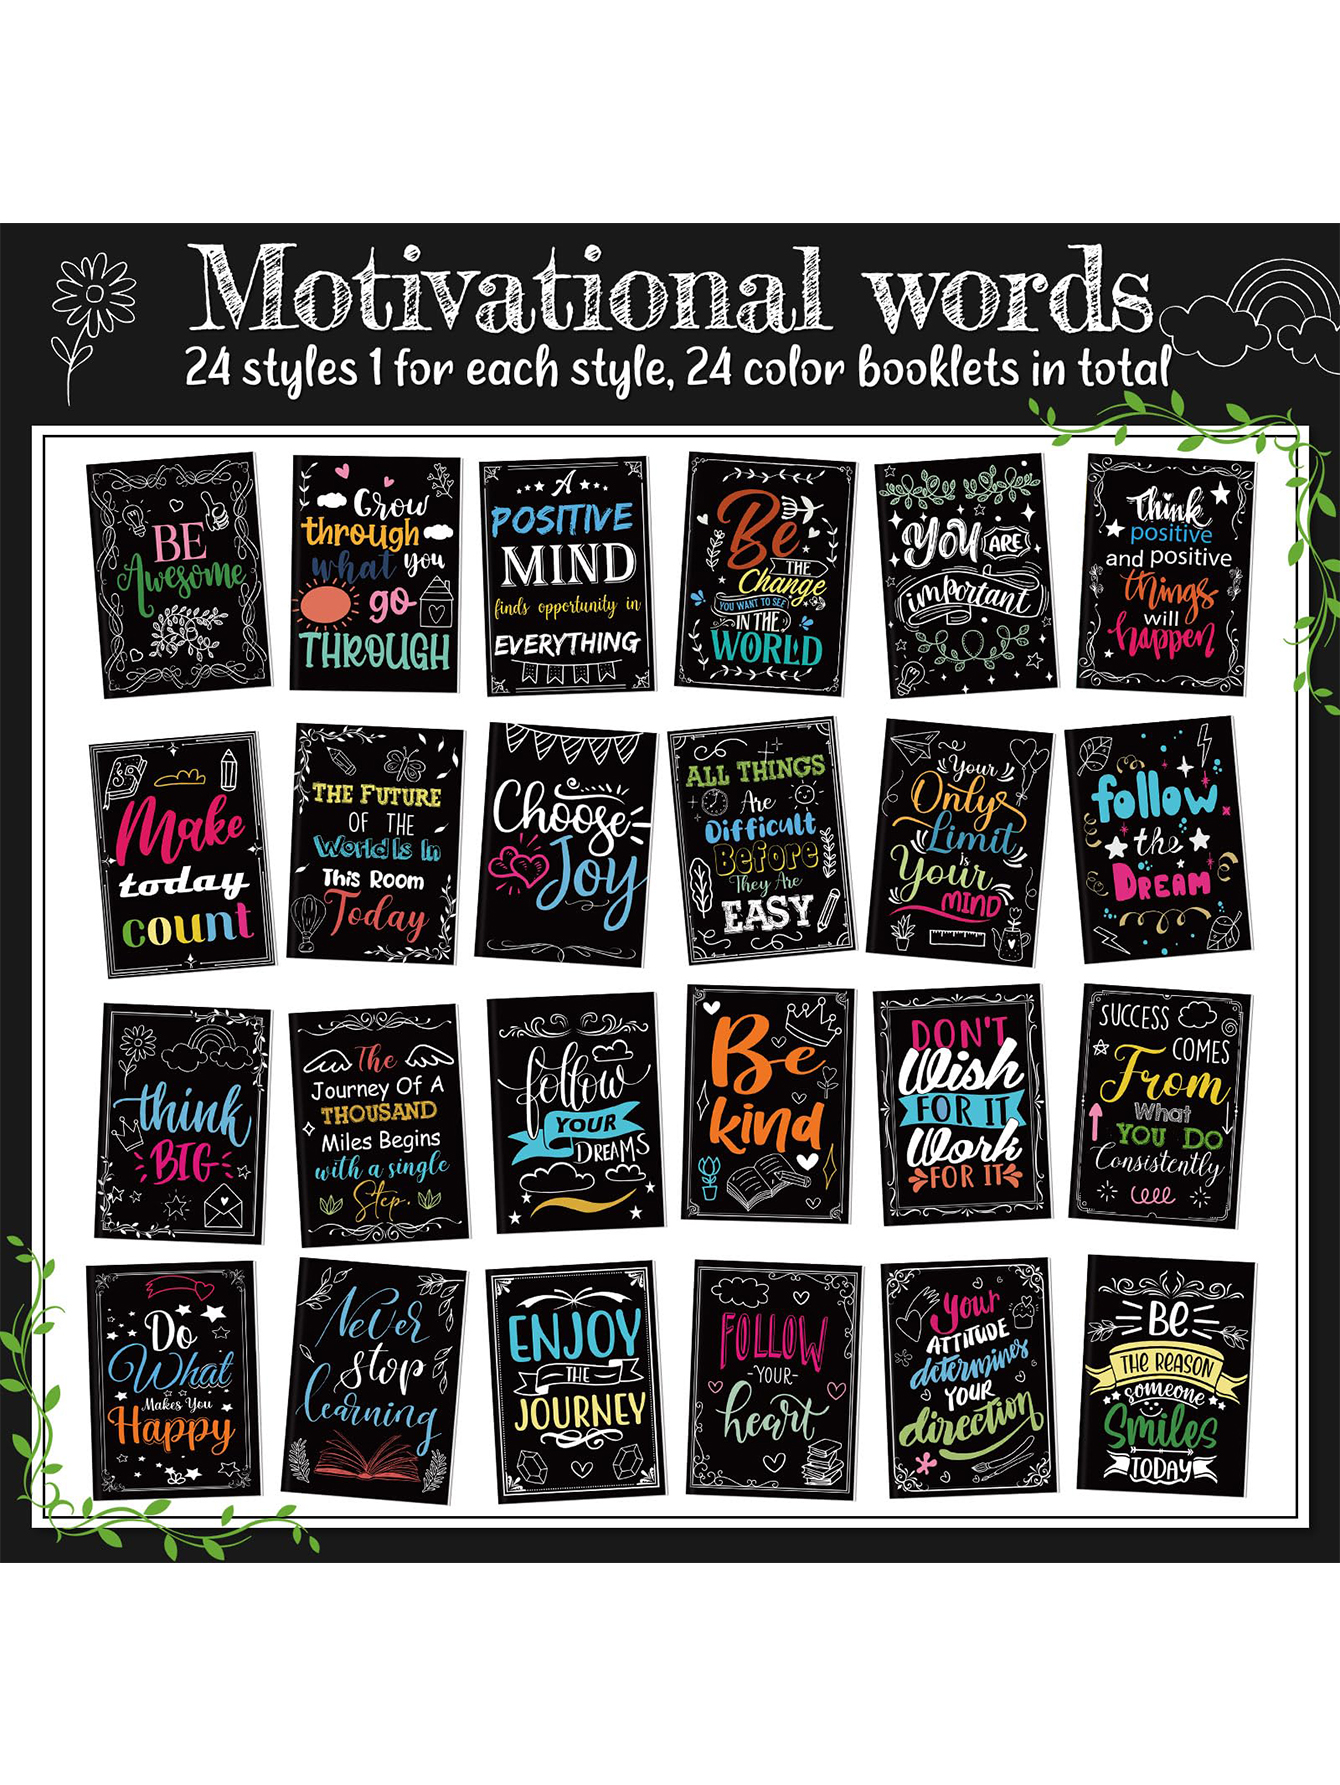 Motivational words
24 styles 1 for each style, 24 color booklets in total
BE
Awesome
Grow
through
what you
go
THROUGH
A
POSITIVE
MIND
finds opportunity in
EVERYTHING
Be
THE
Change
YOU WANT TO SEE
IN THE
WORLD
YOU ARE
important
Think
positive
and positive
things
will
happen
Make
today
count
THE FUTURE
OF THE
World Is In
This Room
Today
Choose
Joy
ALL THINGS
Are
Difficult
Before
They Are
EASY
Your
Only
Limit
is
Your
MIND
follow
the
DREAM
think
BIG
The
Journey Of A
THOUSAND
Miles Begins
with a single
Step.
follow
YOUR
DREAMS
Be
kind
DON'T
Wish
FOR IT
Work
FOR IT
SUCCESS
COMES
From
What
YOU DO
Consistently
Do
What
Makes You
Happy
Never
stop
learning
ENJOY
THE
JOURNEY
FOLLOW
-YOUR-
heart
Your
ATTITUDE
determines
YOUR
direction
BE
THE REASON
someone
Smiles
TODAY